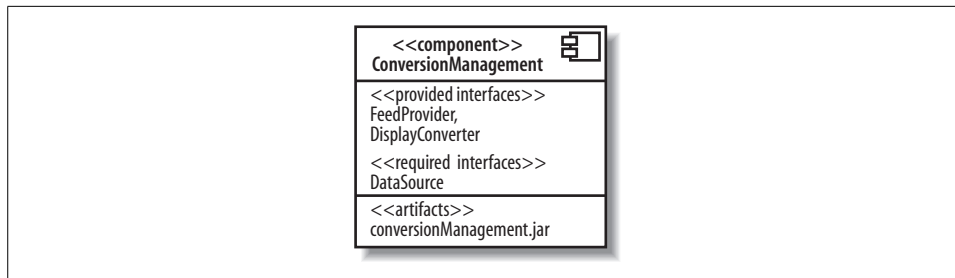 <<component>>
ConversionManagement
<<provided interfaces>>
FeedProvider,
DisplayConverter
<<required interfaces>>
DataSource
<<artifacts>>
conversionManagement.jar